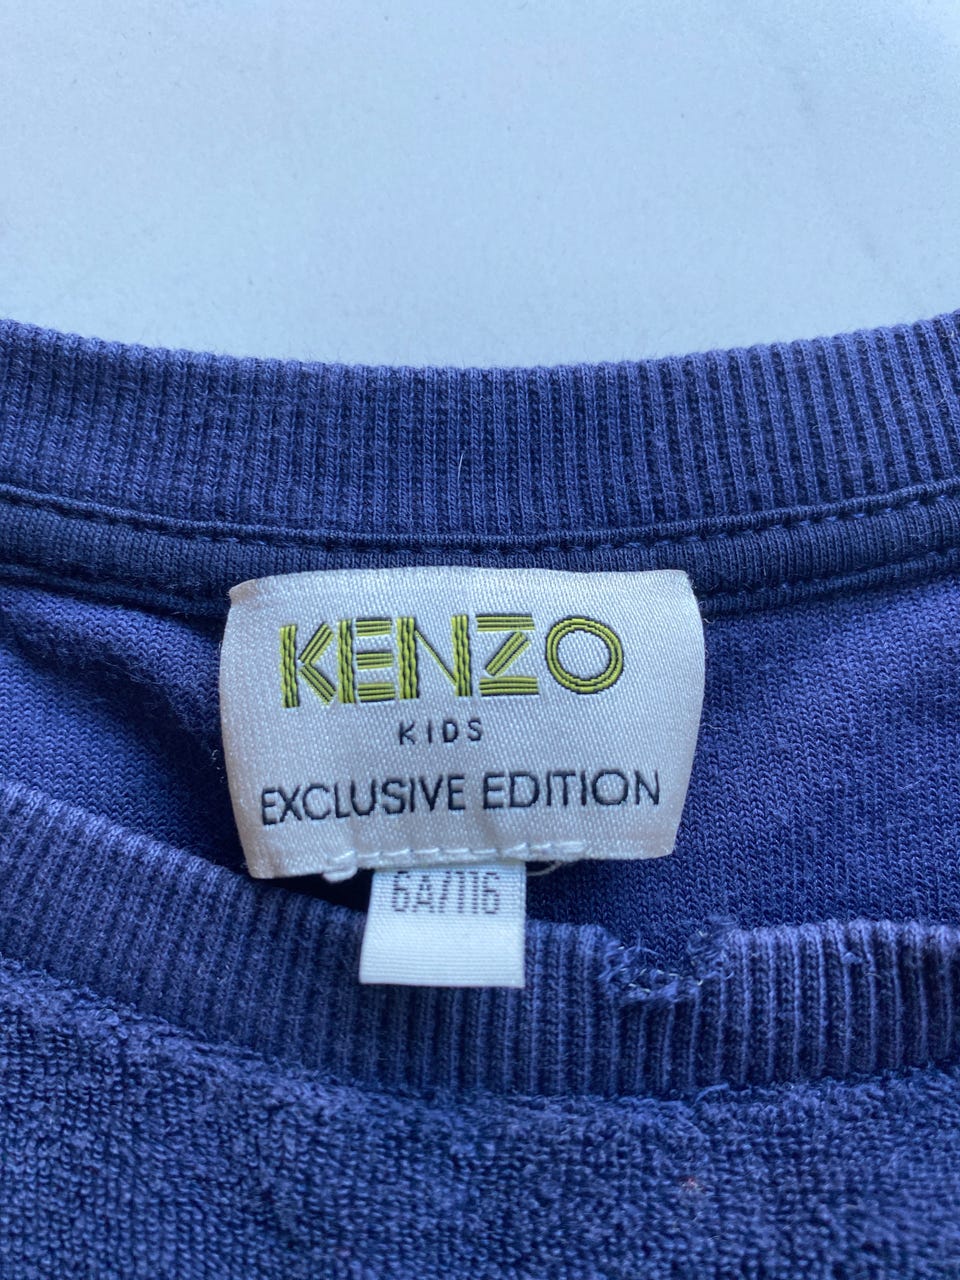 KENZO
KIDS
EXCLUSIVE EDITION
6A/116